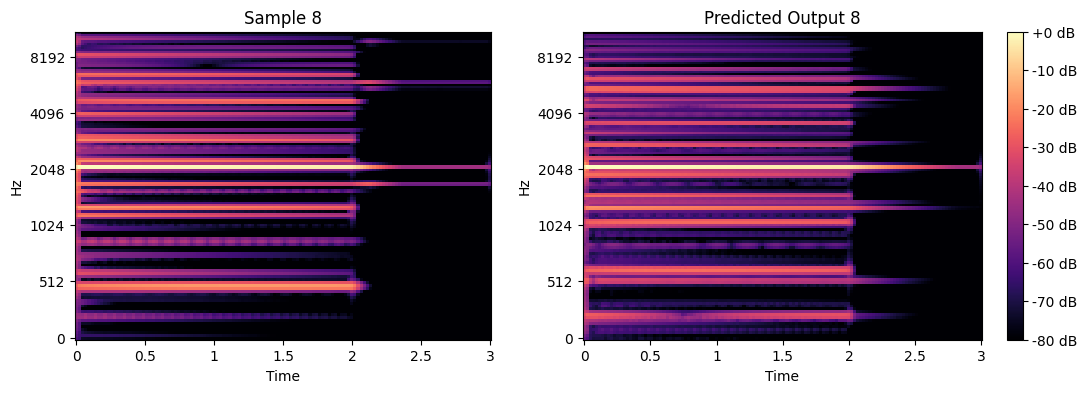 Sample 8
Predicted Output 8
Hz
8192
4096
2048
1024
512
0
0
0.5
1
1.5
2
2.5
3
Time
Hz
8192
4096
2048
1024
512
0
0
0.5
1
1.5
2
2.5
3
Time
+0 dB
-10 dB
-20 dB
-30 dB
-40 dB
-50 dB
-60 dB
-70 dB
-80 dB